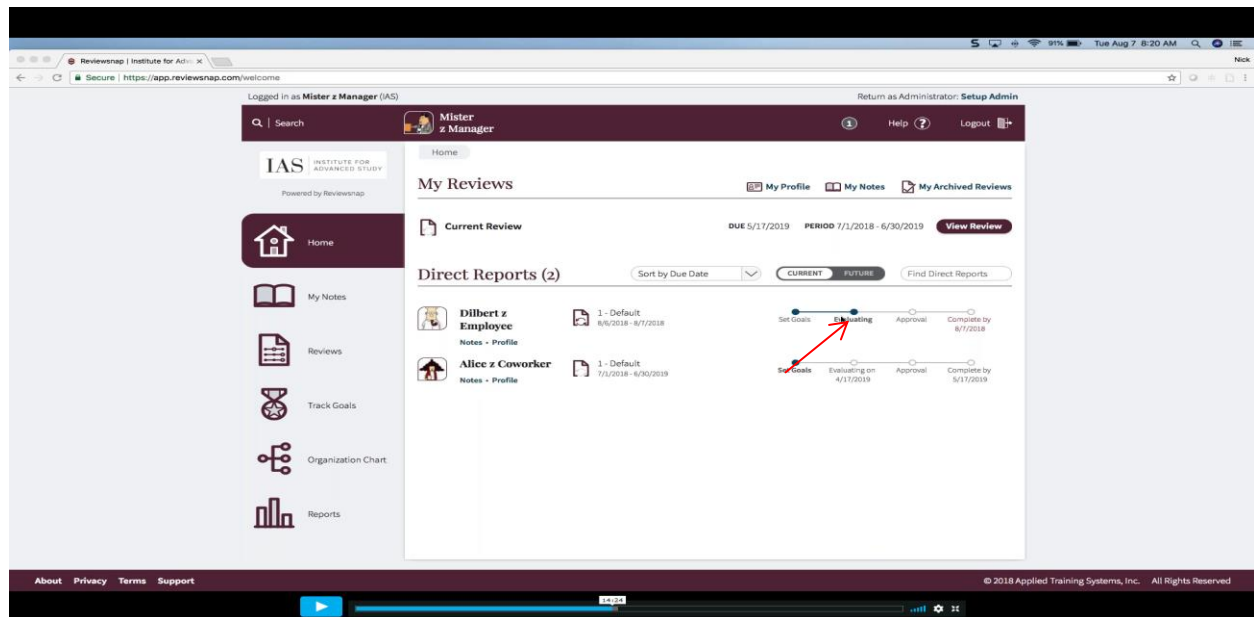 S 91% Tue Aug 7 8:20 AM
Reviewsnap | Institute for Adv x
Nick
Secure | https://app.reviewsnap.com/welcome
Logged in as Mister z Manager (IAS)
Return as Administrator: Setup Admin
Search
Mister
z Manager
1
Help ?
Logout
IAS INSTITUTE FOR
ADVANCED STUDY
Powered by Reviewsnap
Home
My Notes
Reviews
Track Goals
Organization Chart
Reports
Home
My Reviews
My Profile
My Notes
My Archived Reviews
Current Review
DUE 5/17/2019 PERIOD 7/1/2018 - 6/30/2019
View Review
Direct Reports (2)
Sort by Due Date
CURRENT FUTURE
Find Direct Reports
Dilbert z
Employee
Notes • Profile
1 - Default
8/6/2018 - 8/7/2018
Set Goals
Evaluating
Approval
Complete by
8/7/2018
Alice z Coworker
Notes • Profile
1 - Default
7/1/2018 - 6/30/2019
Set Goals
Evaluating on
4/17/2019
Approval
Complete by
5/17/2019
About Privacy Terms Support
© 2018 Applied Training Systems, Inc. All Rights Reserved
14:24